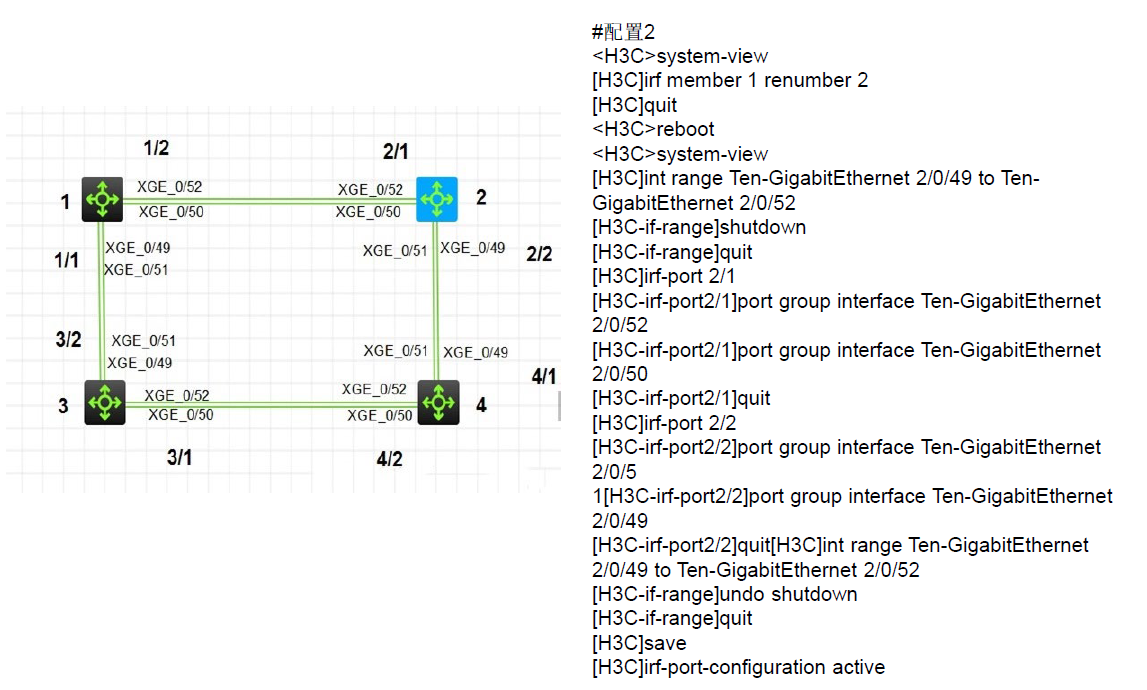 1/2
2/1
XGE_0/52
XGE_0/52
1
2
XGE_0/50
XGE_0/50
XGE_0/49
XGE_0/51
XGE_0/49
2/2
1/1
XGE_0/51
3/2
XGE_0/51
XGE_0/49
XGE_0/51
XGE_0/49
4/1
XGE_0/52
XGE_0/52
3
4
XGE_0/50
XGE_0/50
3/1
4/2
#配置2
<H3C>system-view
[H3C]irf member 1 renumber 2
[H3C]quit
<H3C>reboot
<H3C>system-view
[H3C]int range Ten-GigabitEthernet 2/0/49 to Ten-
GigabitEthernet 2/0/52
[H3C-if-range]shutdown
[H3C-if-range]quit
[H3C]irf-port 2/1
[H3C-irf-port2/1]port group interface Ten-GigabitEthernet
2/0/52
[H3C-irf-port2/1]port group interface Ten-GigabitEthernet
2/0/50
[H3C-irf-port2/1]quit
[H3C]irf-port 2/2
[H3C-irf-port2/2]port group interface Ten-GigabitEthernet
2/0/5
1[H3C-irf-port2/2]port group interface Ten-GigabitEthernet
2/0/49
[H3C-irf-port2/2]quit[H3C]int range Ten-GigabitEthernet
2/0/49 to Ten-GigabitEthernet 2/0/52
[H3C-if-range]undo shutdown
[H3C-if-range]quit
[H3C]save
[H3C]irf-port-configuration active